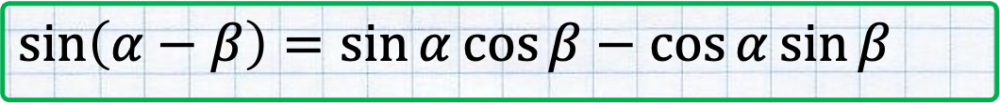 sin(α − β) = sin α cos β − cos α sin β